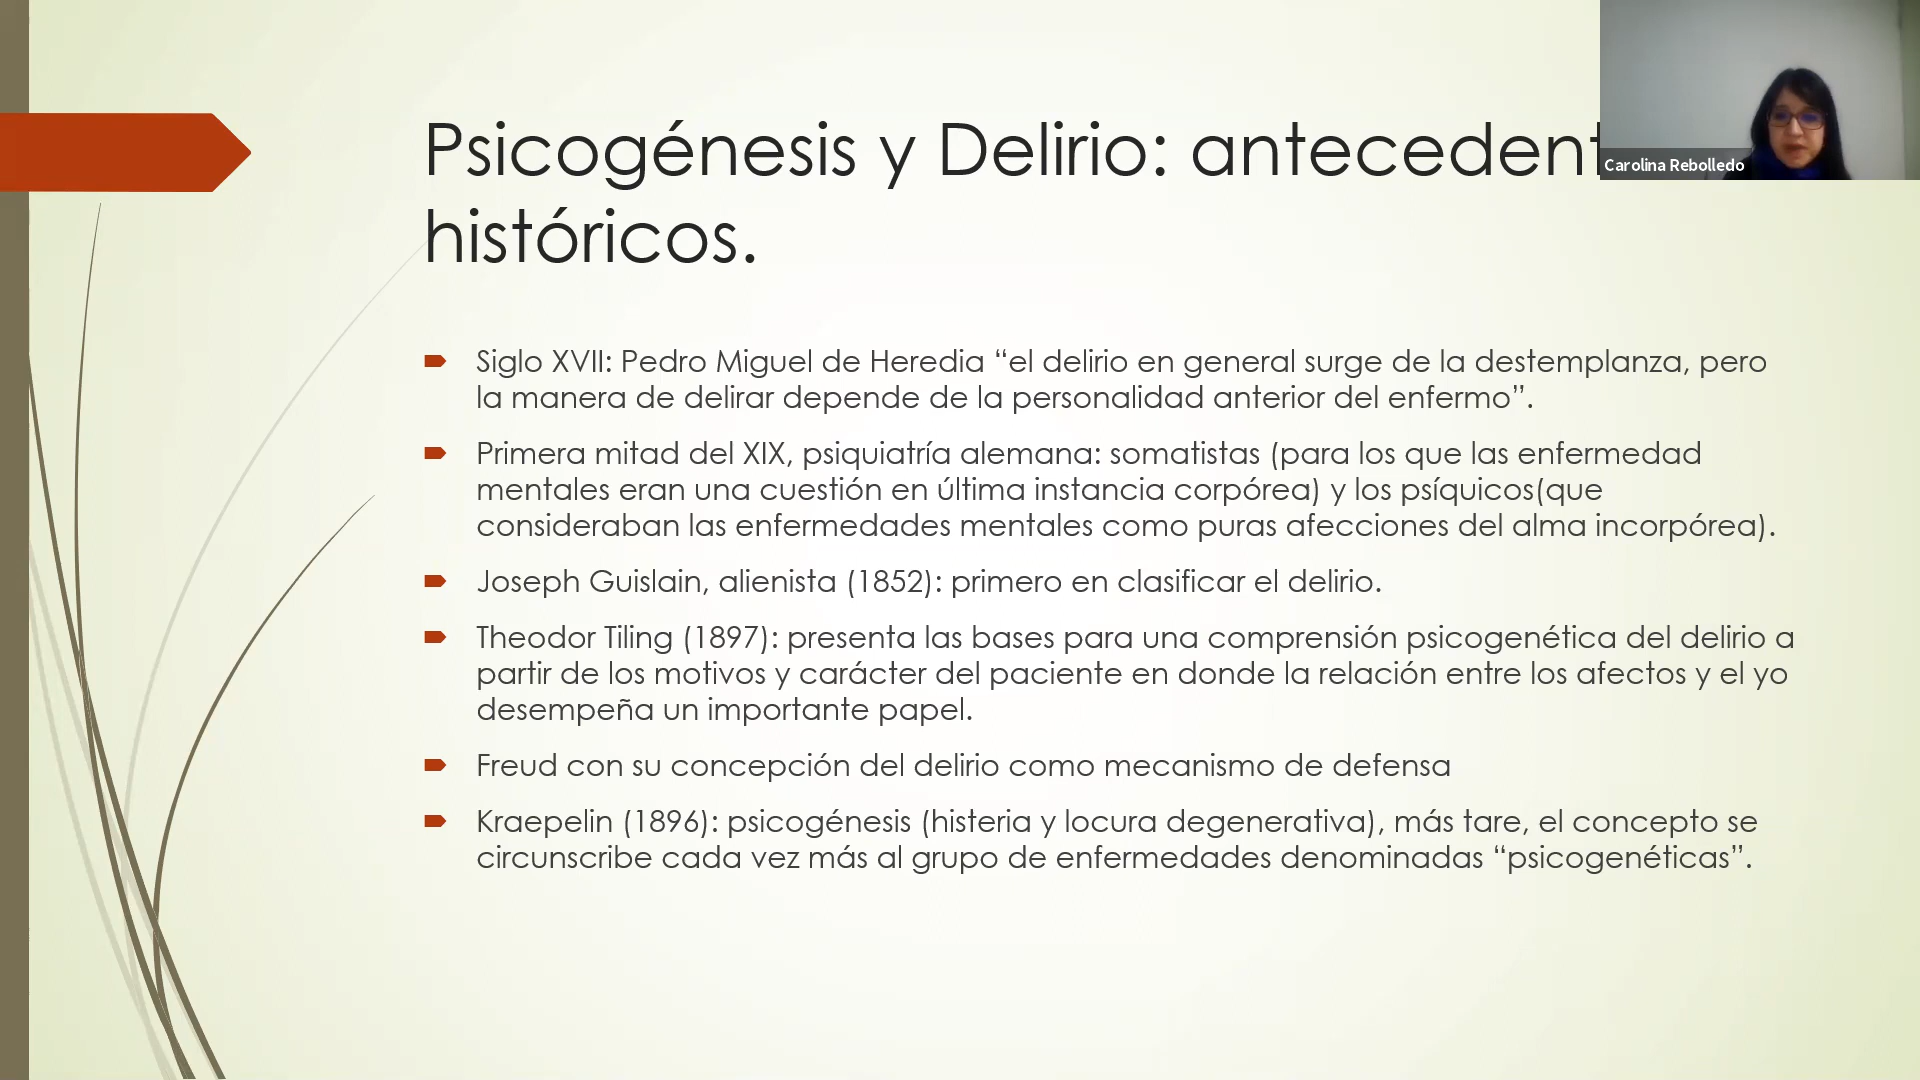 Psicogénesis y Delirio: antecedent
históricos.
Carolina Rebolledo
Siglo XVII: Pedro Miguel de Heredia “el delirio en general surge de la destemplanza, pero
la manera de delirar depende de la personalidad anterior del enfermo”.
Primera mitad del XIX, psiquiatría alemana: somatistas (para los que las enfermedad
mentales eran una cuestión en última instancia corpórea) y los psíquicos(que
consideraban las enfermedades mentales como puras afecciones del alma incorpórea).
Joseph Guislain, alienista (1852): primero en clasificar el delirio.
Theodor Tiling (1897): presenta las bases para una comprensión psicogenética del delirio a
partir de los motivos y carácter del paciente en donde la relación entre los afectos y el yo
desempeña un importante papel.
Freud con su concepción del delirio como mecanismo de defensa
Kraepelin (1896): psicogénesis (histeria y locura degenerativa), más tare, el concepto se
circunscribe cada vez más al grupo de enfermedades denominadas “psicogenéticas”.